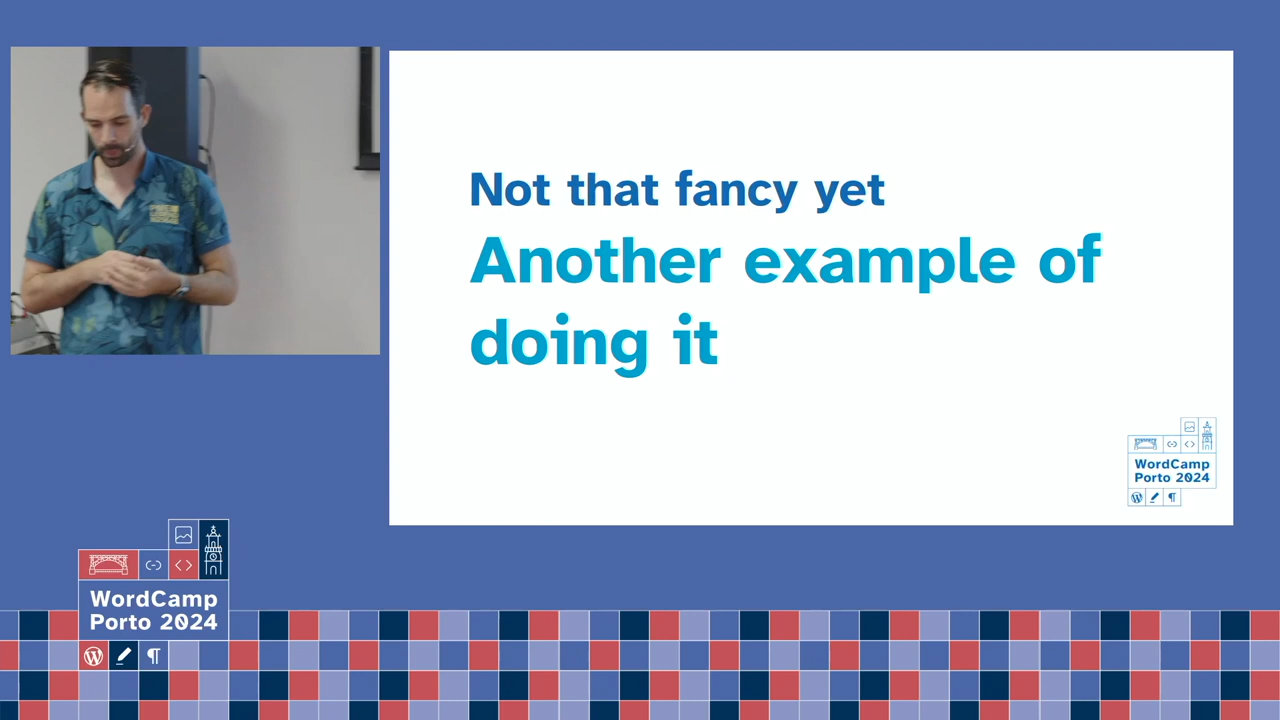 Not that fancy yet
Another example of
doing it
WordCamp
Porto 2024
WordCamp
Porto 2024